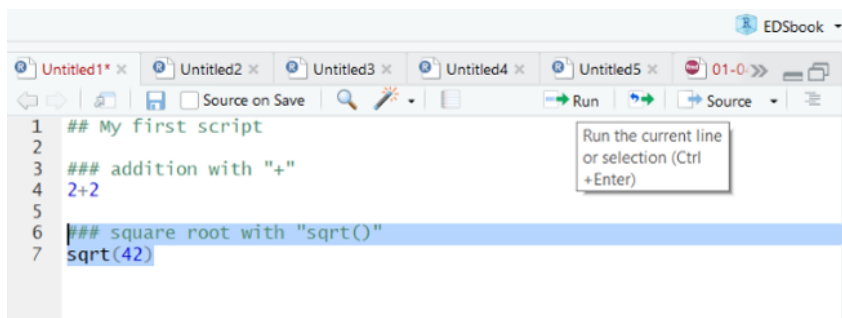 EDSbook
Untitled1* Untitled2 Untitled3 Untitled4 Untitled5 01-0
Source on Save Run Source
Run the current line
or selection (Ctrl
+Enter)
1 ## My first script
2
3 ### addition with "+"
4 2+2
5
6 ### square root with "sqrt()"
7 sqrt(42)